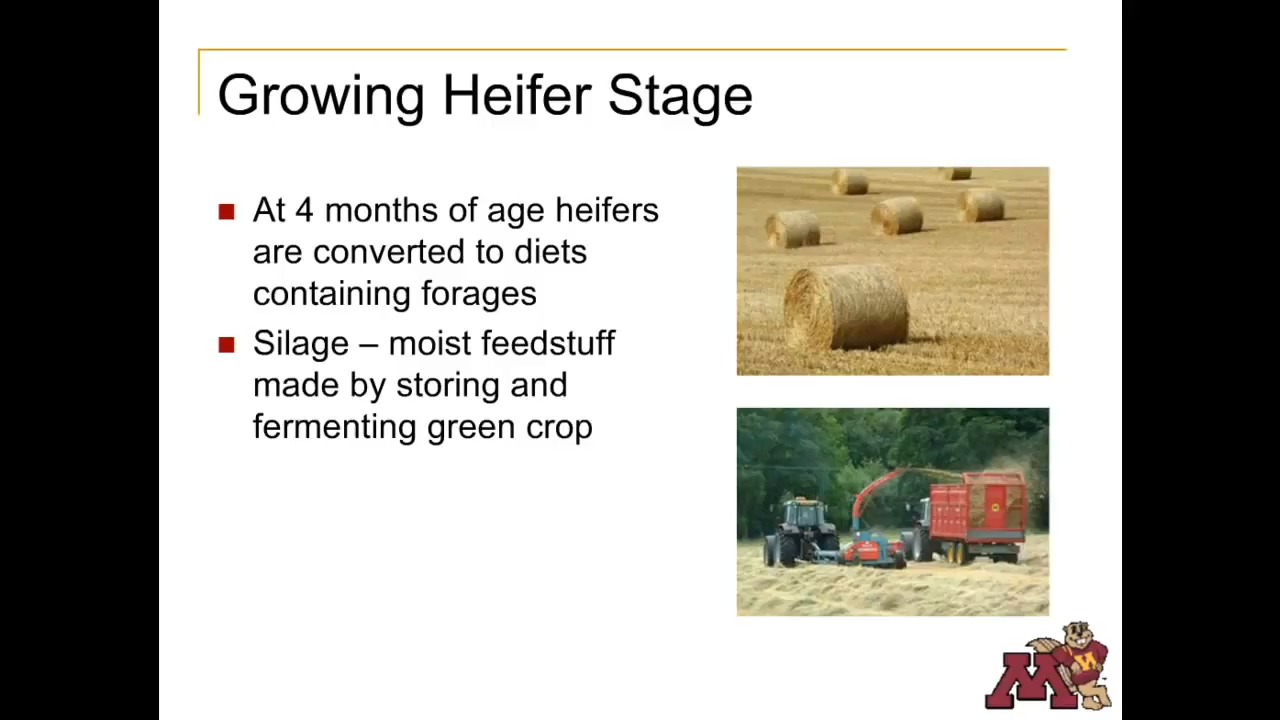 Growing Heifer Stage
At 4 months of age heifers
are converted to diets
containing forages
Silage – moist feedstuff
made by storing and
fermenting green crop
M